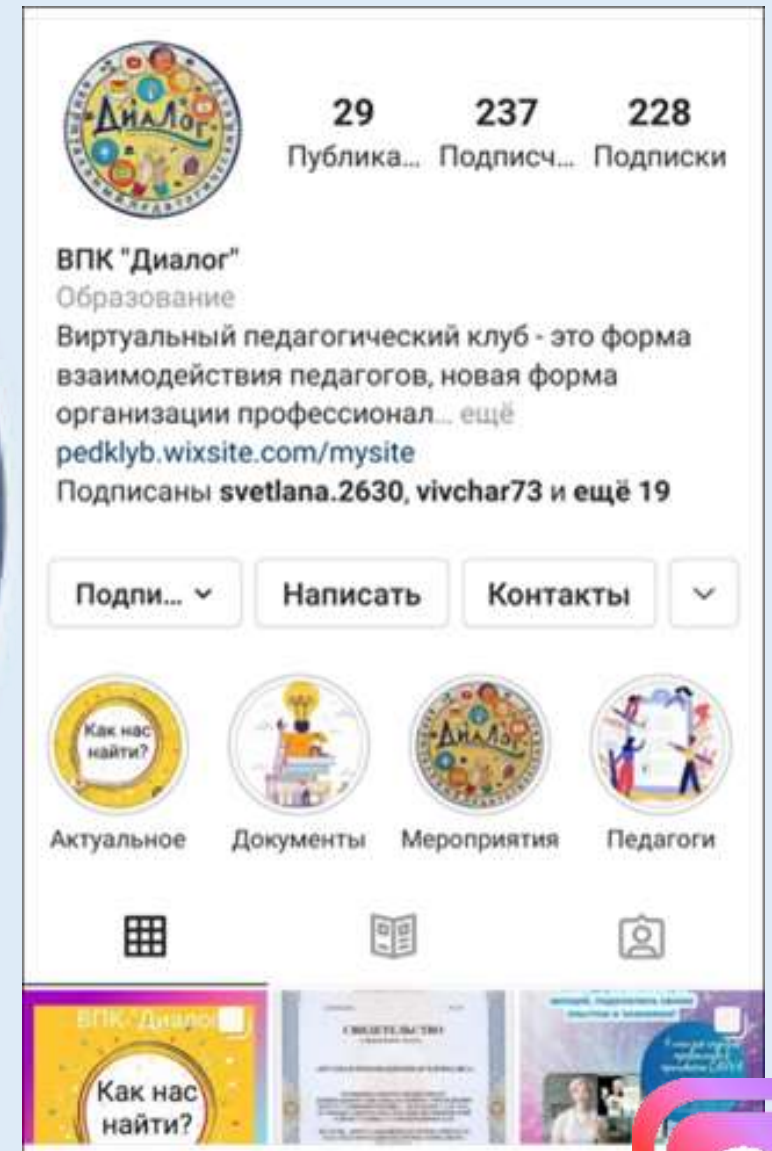 ДиаЛог
29 237 228
Публика... Подписч... Подписки
ВПК "Диалог"
Образование
Виртуальный педагогический клуб - это форма
взаимодействия педагогов, новая форма
организации профессионал... ещё
pedklyb.wixsite.com/mysite
Подписаны svetlana.2630, vivchar73 и ещё 19
Подпи... Написать Контакты
Как нас
найти?
ДиаЛог
Актуальное Документы Мероприятия Педагоги
ВПК "Диалог"
СВИДЕТЕЛЬСТВО
Как нас
найти?